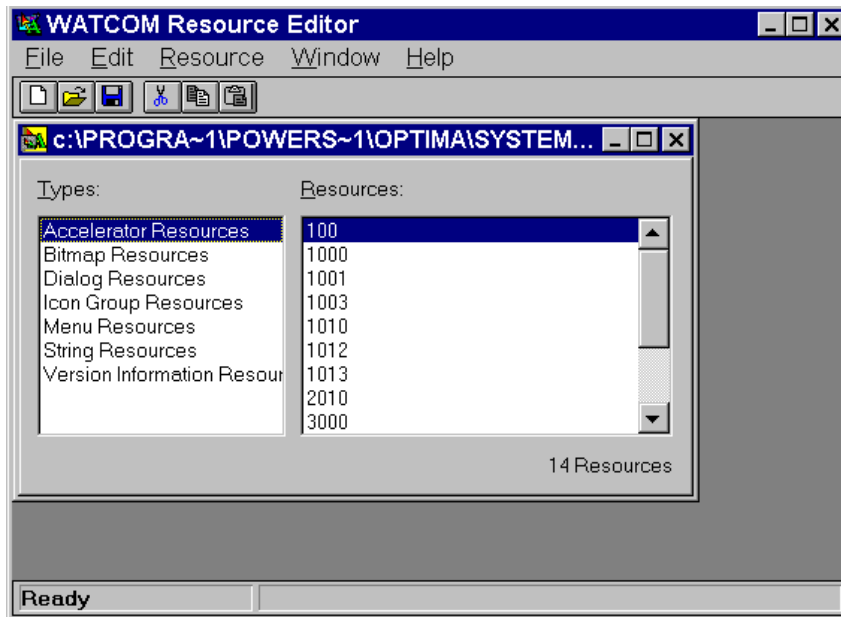 WATCOM Resource Editor
File Edit Resource Window Help
c:\PROGRA~1\POWERS~1\OPTIMA\SYSTEM...
Types:
Resources:
Accelerator Resources
Bitmap Resources
Dialog Resources
Icon Group Resources
Menu Resources
String Resources
Version Information Resour
100
1000
1001
1003
1010
1012
1013
2010
3000
14 Resources
Ready